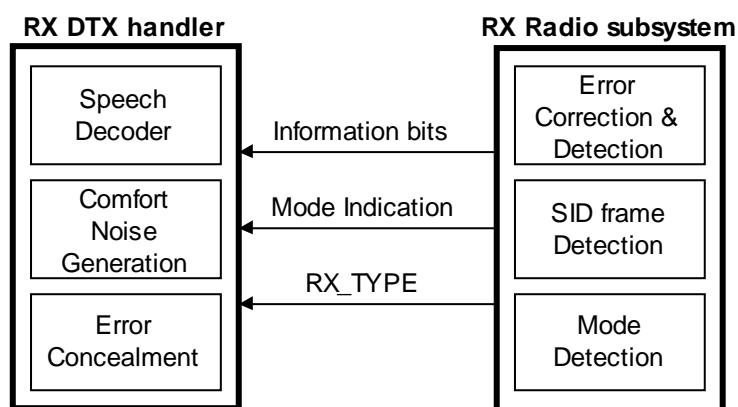 RX DTX handler
RX Radio subsystem
Speech
Decoder
Comfort
Noise
Generation
Error
Concealment
Information bits
Mode Indication
RX_TYPE
Error
Correction &
Detection
SID frame
Detection
Mode
Detection